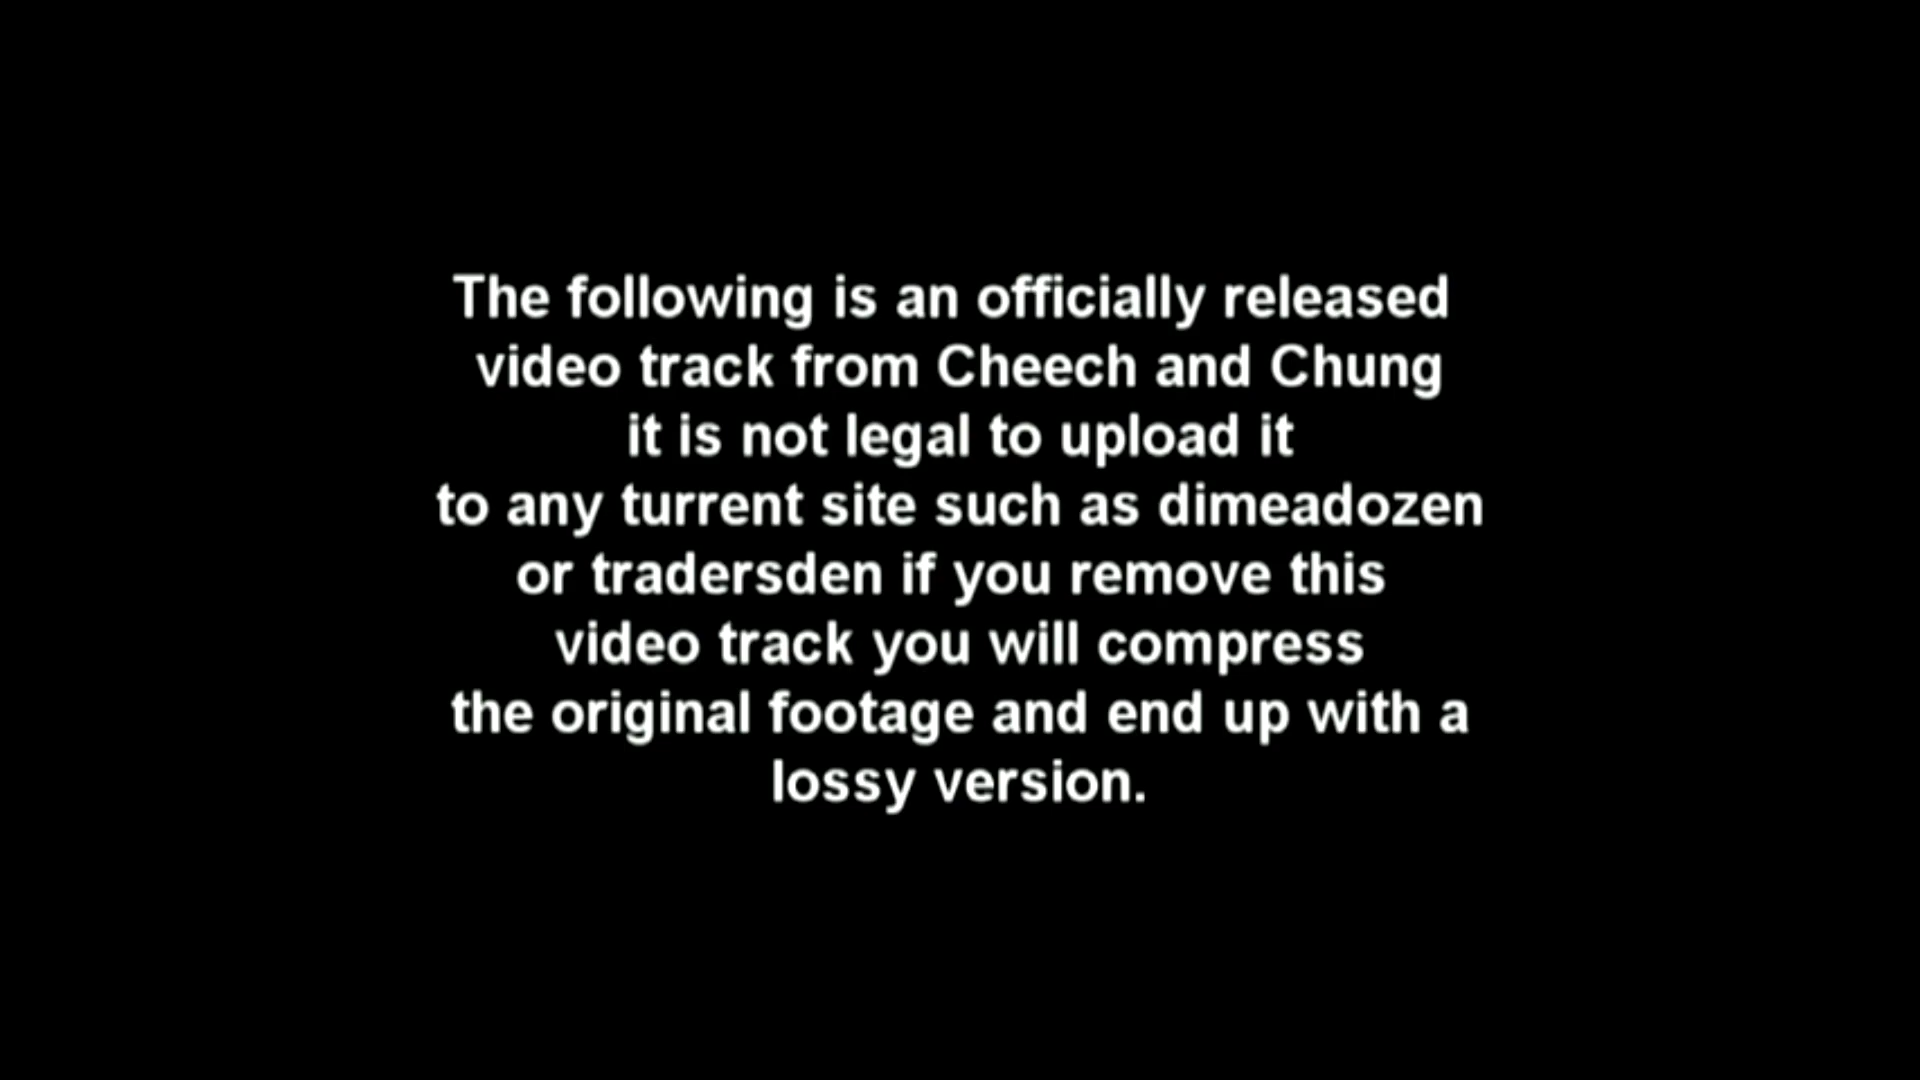 The following is an officially released
video track from Cheech and Chung
it is not legal to upload it
to any turrent site such as dimeadozen
or tradersden if you remove this
video track you will compress
the original footage and end up with a
lossy version.